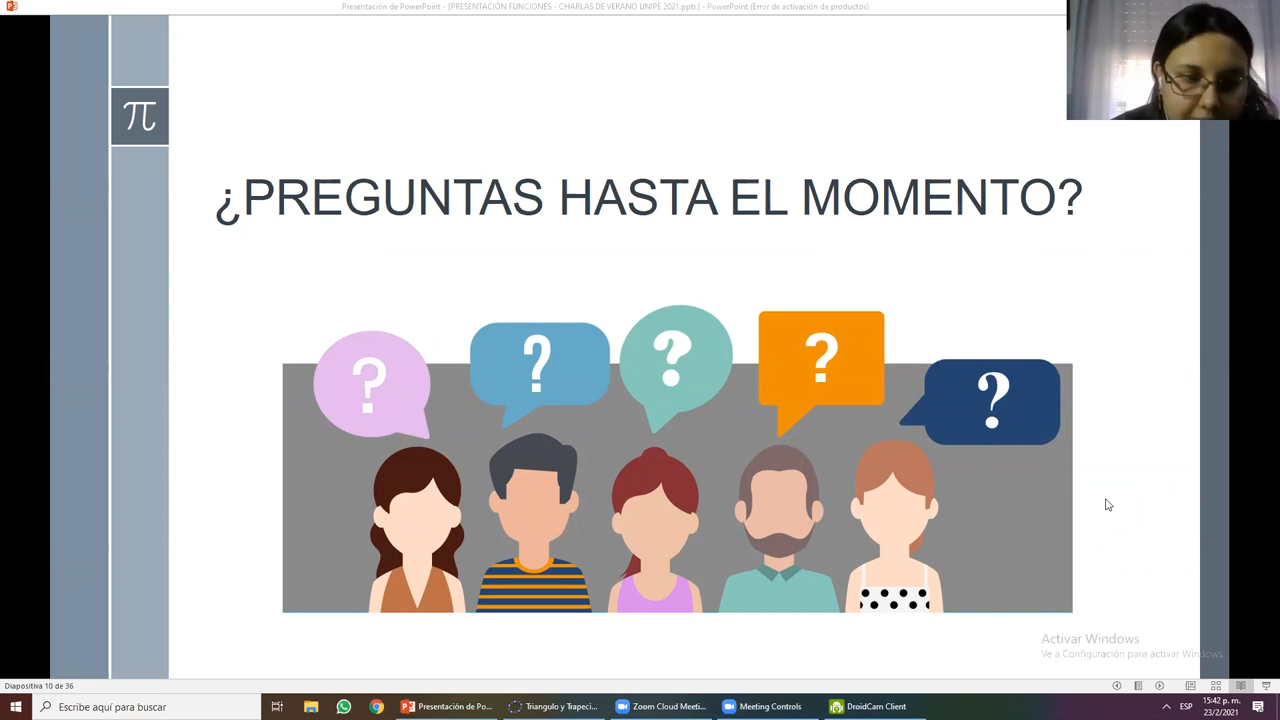 Presentación de PowerPoint - [PRESENTACIÓN FUNCIONES - CHARLAS DE VERANO UNIPE 2021.pptx] - PowerPoint (Error de activación de productos)
π
¿PREGUNTAS HASTA EL MOMENTO?
? ? ? ? ?
Activar Windows
Ve a Configuración para activar Windows.
Diapositiva 10 de 36
Escribe aquí para buscar
Presentación de Po...
Triangulo y Trapeci...
Zoom Cloud Meeti...
Meeting Controls
DroidCam Client
ESP
15:42 p. m.
23/2/2021